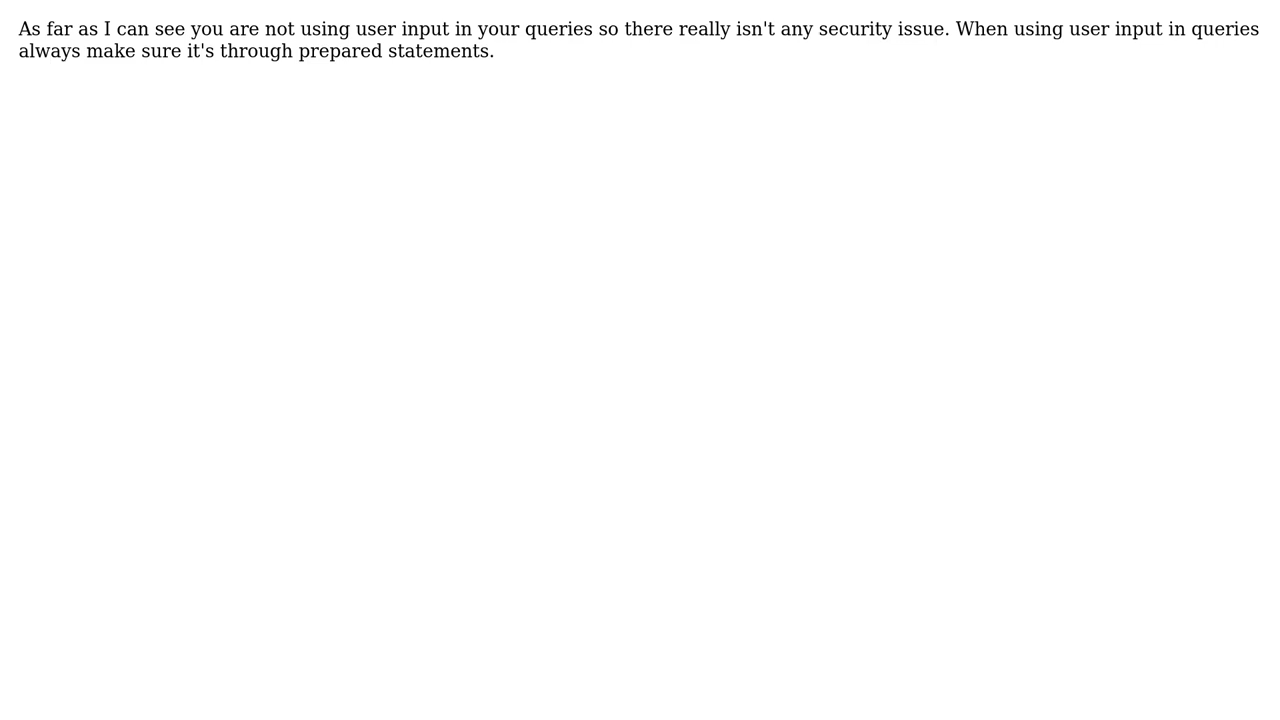 As far as I can see you are not using user input in your queries so there really isn't any security issue. When using user input in queries
always make sure it's through prepared statements.